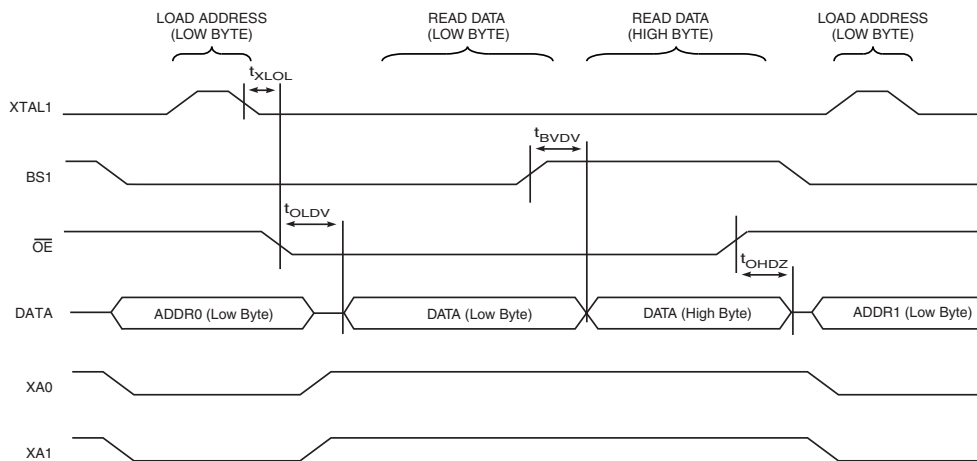 LOAD ADDRESS
(LOW BYTE)
READ DATA
(LOW BYTE)
READ DATA
(HIGH BYTE)
LOAD ADDRESS
(LOW BYTE)
tXLOL
XTAL1
tBVDV
BS1
tOLDV
OE
tOHDZ
DATA
ADDR0 (Low Byte)
DATA (Low Byte)
DATA (High Byte)
ADDR1 (Low Byte)
XA0
XA1